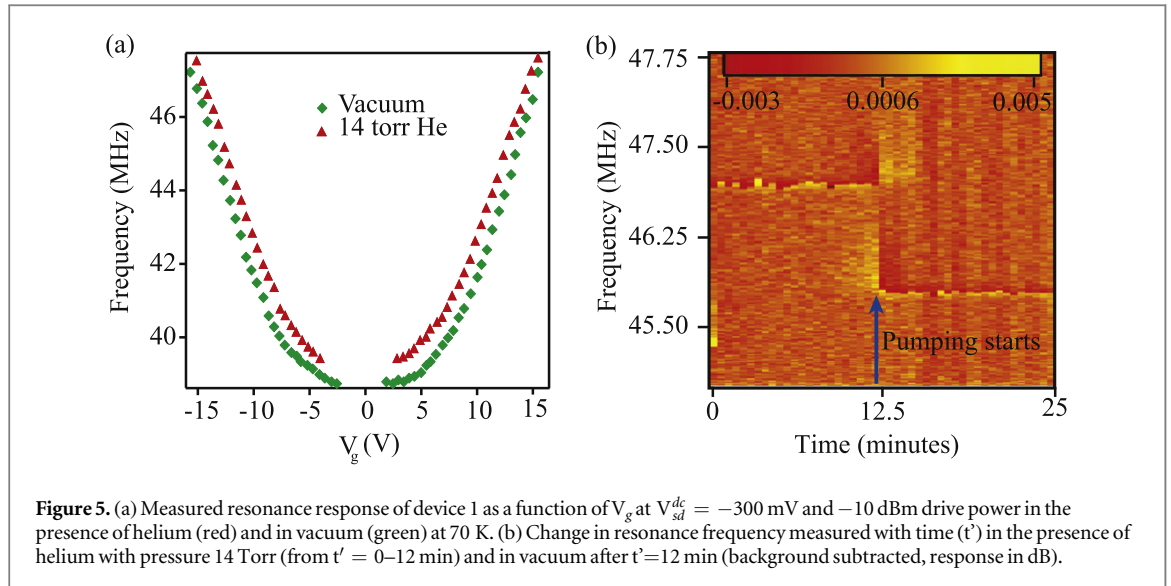 (a)
46
44
42
40
Frequency (MHz)
Vacuum
14 torr He
-15 -10 -5 0 5 10 15
Vg (V)
(b)
47.75
47.50
46.25
45.50
Frequency (MHz)
-0.003 0.0006 0.005
Pumping starts
0 12.5 25
Time (minutes)
Figure 5. (a) Measured resonance response of device 1 as a function of Vg at V^dc_sd = −300 mV and −10 dBm drive power in the
presence of helium (red) and in vacuum (green) at 70 K. (b) Change in resonance frequency measured with time (t’) in the presence of
helium with pressure 14 Torr (from t′ = 0–12 min) and in vacuum after t’=12 min (background subtracted, response in dB).